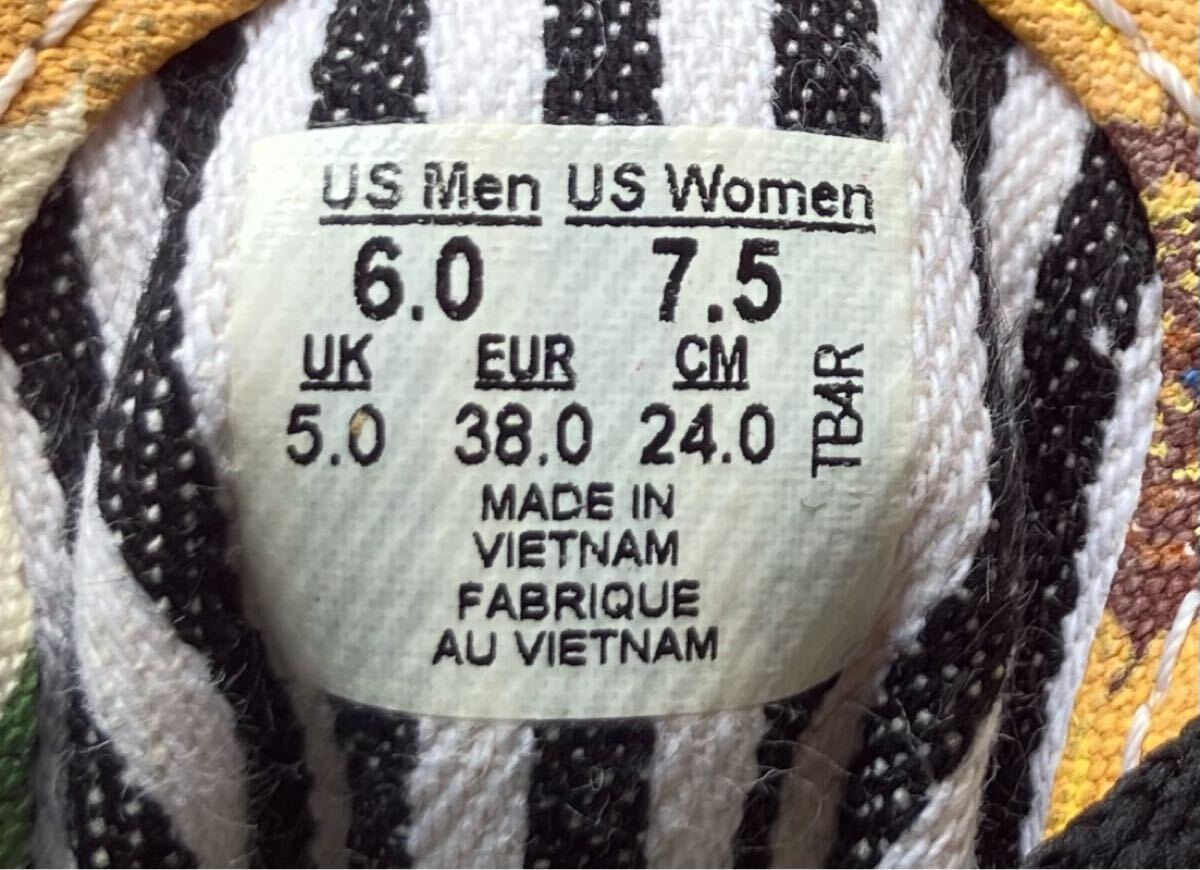 US Men US Women
6.0 7.5
UK EUR CM
5.0 38.0 24.0
TB4R
MADE IN
VIETNAM
FABRIQUE
AU VIETNAM